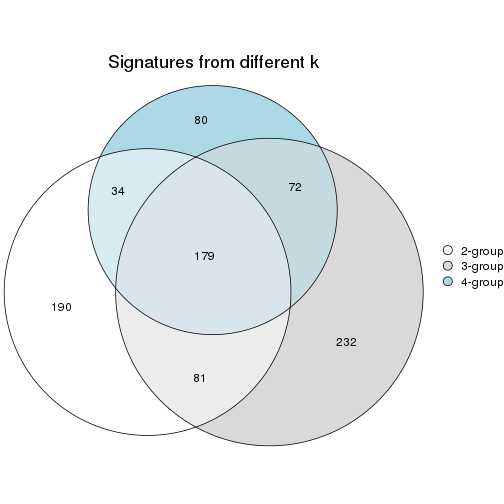 Signatures from different k
80
34
72
179
190
232
81
2-group
3-group
4-group